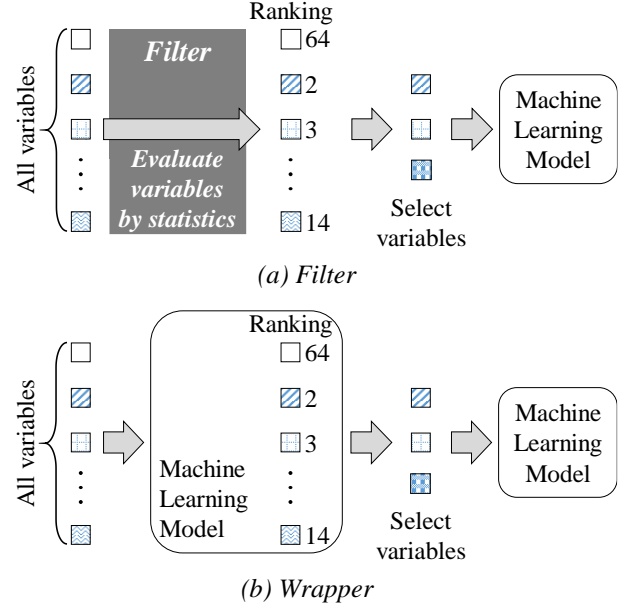 Ranking
All variables
Filter
Evaluate
variables
by statistics
64
2
3
14
Select
variables
Machine
Learning
Model
(a) Filter
Ranking
All variables
Machine
Learning
Model
64
2
3
14
Select
variables
Machine
Learning
Model
(b) Wrapper